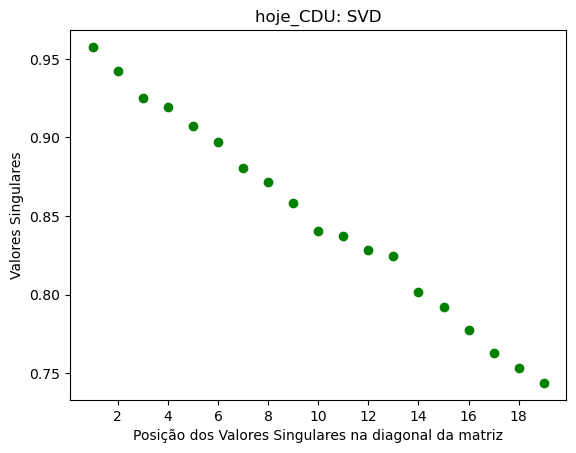 hoje_CDU: SVD
Valores Singulares
0.95
0.90
0.85
0.80
0.75
2 4 6 8 10 12 14 16 18
Posição dos Valores Singulares na diagonal da matriz